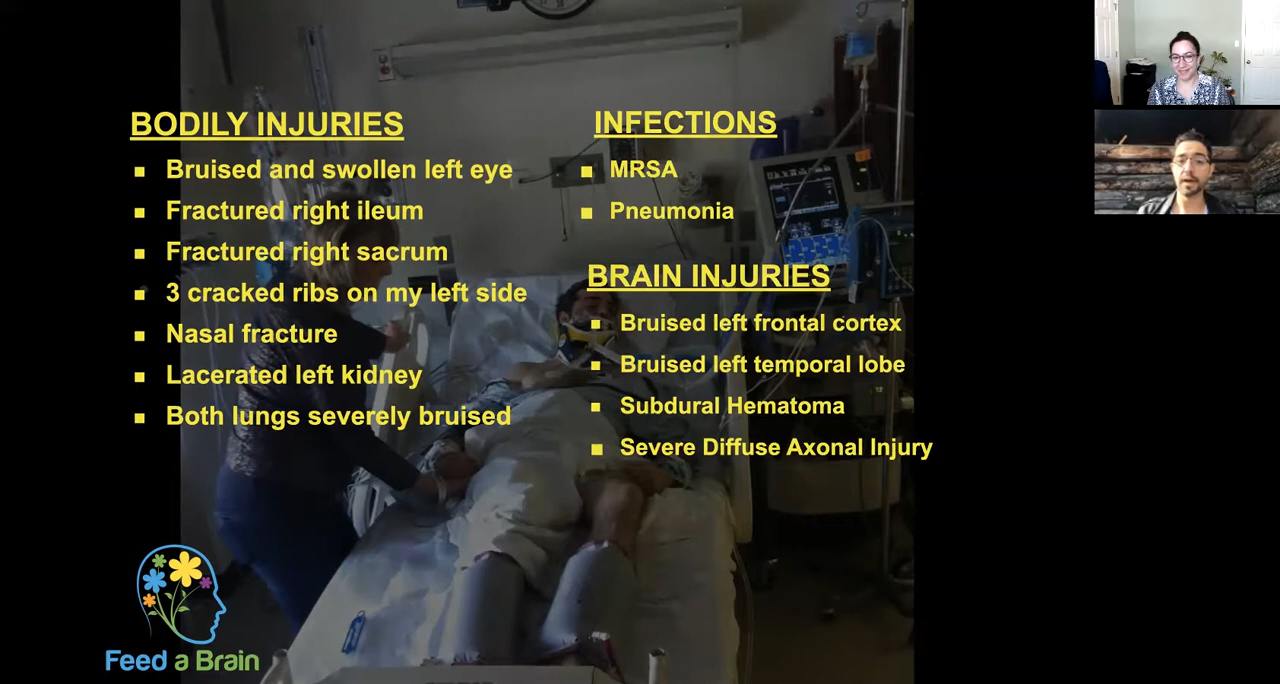 BODILY INJURIES
Bruised and swollen left eye
Fractured right ileum
Fractured right sacrum
3 cracked ribs on my left side
Nasal fracture
Lacerated left kidney
Both lungs severely bruised
INFECTIONS
MRSA
Pneumonia
BRAIN INJURIES
Bruised left frontal cortex
Bruised left temporal lobe
Subdural Hematoma
Severe Diffuse Axonal Injury
Feed a Brain